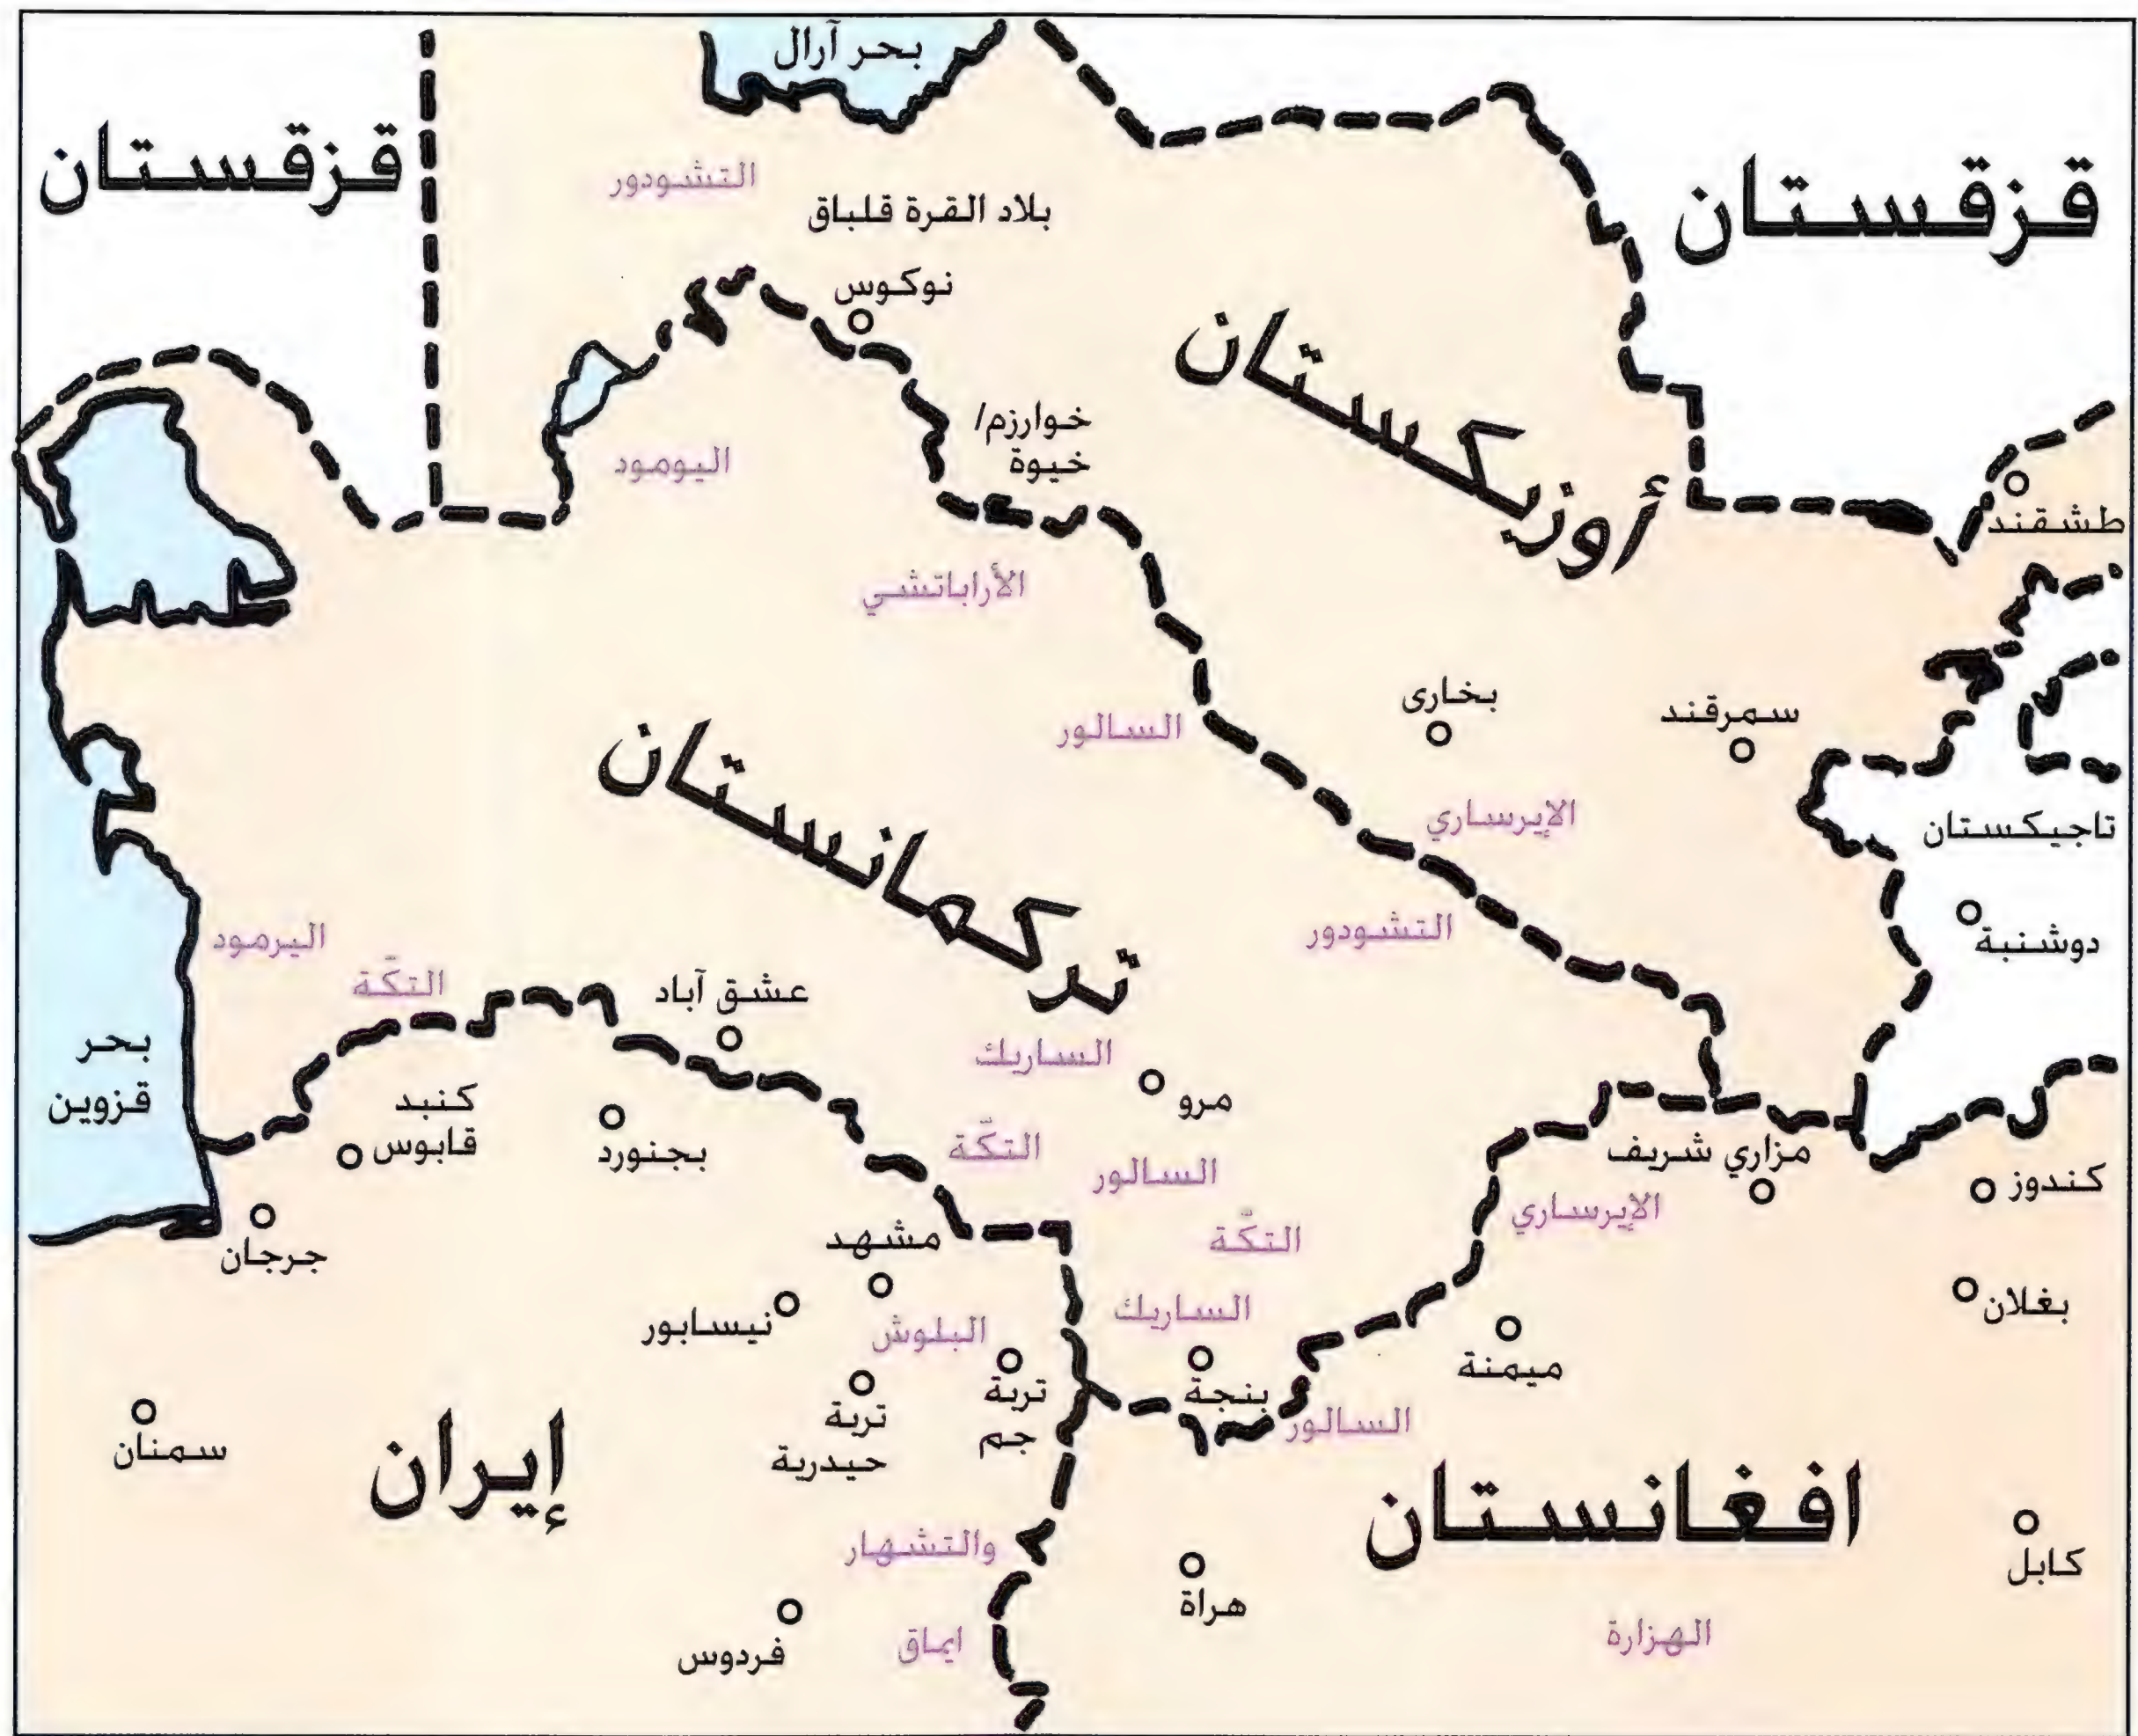 بحر آرال
قزقستان
قزقستان
التشودور
بلاد القرة قلباق
نوكوس
أوزبكستان
خوارزم/
خيوة
اليومود
طشقند
الأراباتشي
بخارى
سمرقند
السالور
تركمانستان
الإيرساري
تاجيكستان
التشودور
دوشنبة
اليرمود
التكّة
عشق آباد
بحر
قزوين
الساريك
مرو
كنبد
قابوس
بجنورد
التكّة
السالور
مزاري شريف
كندوز
الإيرساري
جرجان
مشهد
التكّة
نيسابور
البلوش
الساريك
بغلان
ميمنة
تربة
جم
بنجة
تربة
حيدرية
السالور
سمنان
إيران
افغانستان
كابل
والتشهار
هراة
ايماق
فردوس
الهزارة